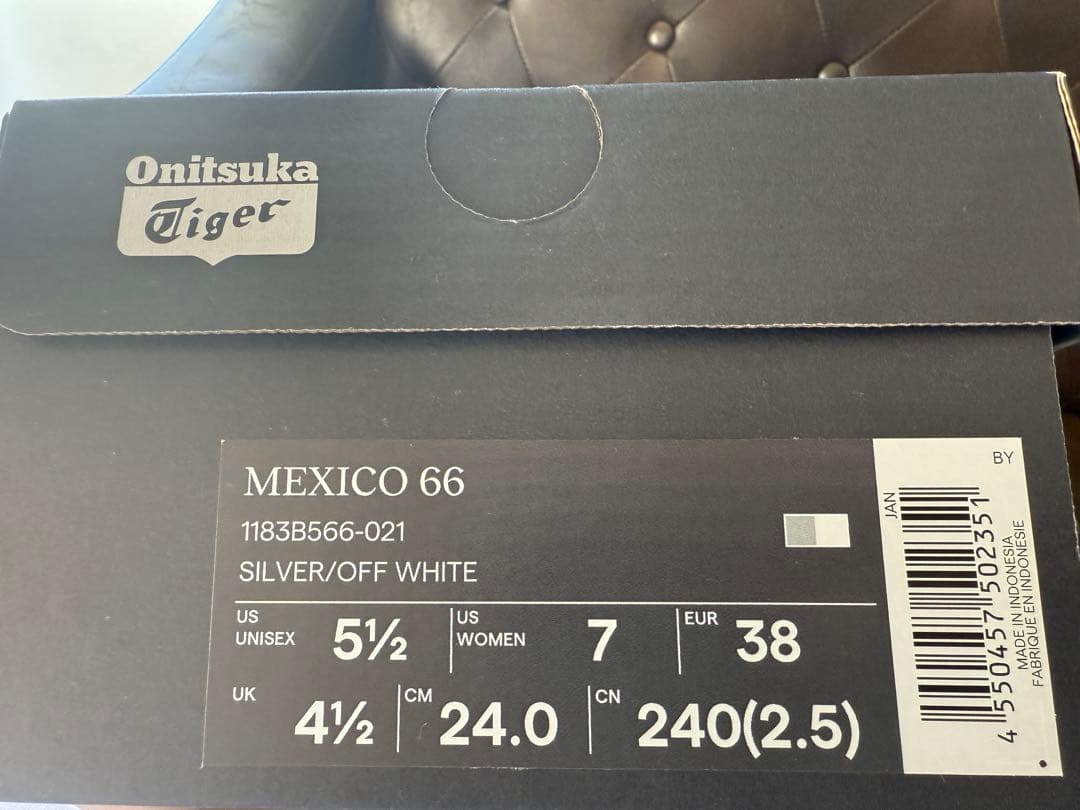 Onitsuka
Tiger
MEXICO 66
1183B566-021
SILVER/OFF WHITE
US UNISEX 5½ US WOMEN 7 EUR 38
UK 4½ CM 24.0 CN 240(2.5)
BY
JAN
4 550457 502351
MADE IN INDONESIA
FABRIQUE EN INDONESIE